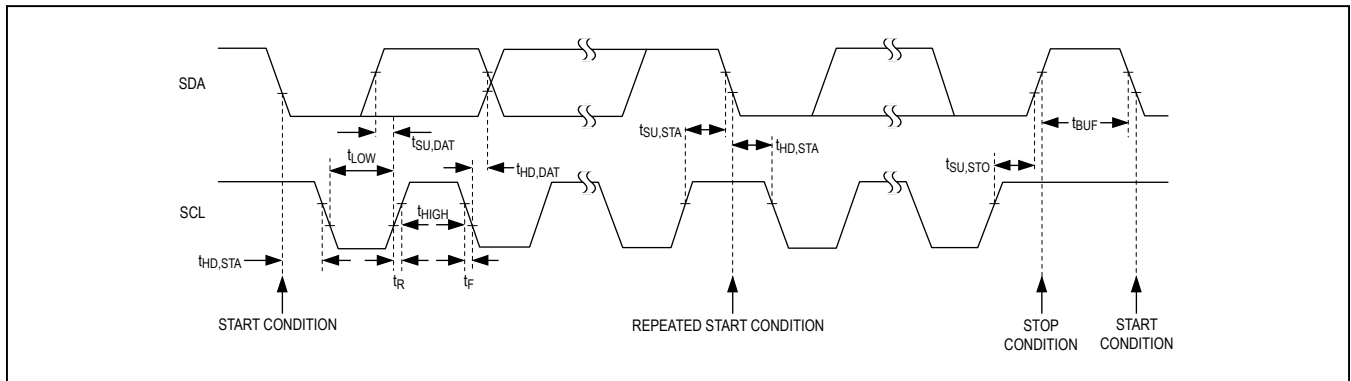 SDA
tSU,STA
tBUF
tSU,DAT
tHD,STA
tLOW
tHD,DAT
tSU,STO
SCL
tHIGH
tHD,STA
tR
tF
START CONDITION
REPEATED START CONDITION
STOP
CONDITION
START
CONDITION